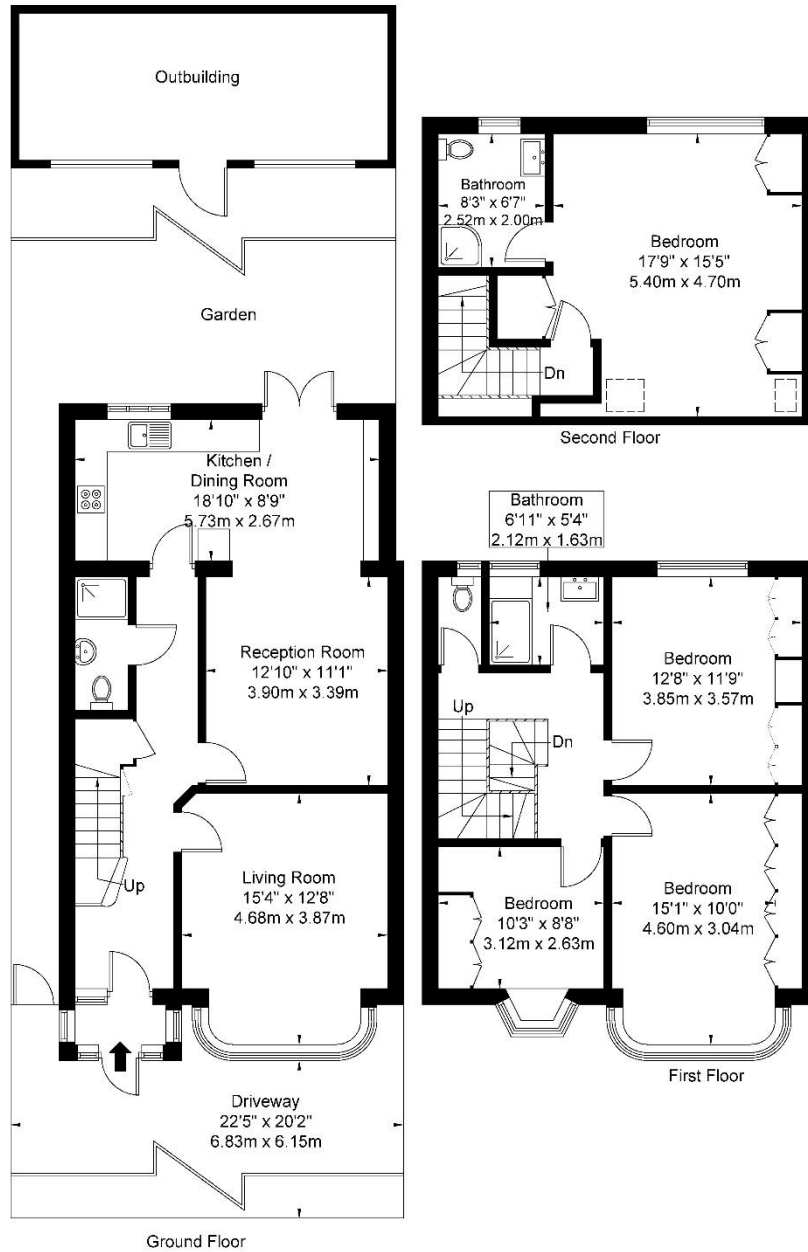 Outbuilding
Garden
Kitchen /
Dining Room
18'10" x 8'9"
5.73m x 2.67m
Reception Room
12'10" x 11'1"
3.90m x 3.39m
Up
Living Room
15'4" x 12'8"
4.68m x 3.87m
Driveway
22'5" x 20'2"
6.83m x 6.15m
Ground Floor
Bathroom
8'3" x 6'7"
2.52m x 2.00m
Bedroom
17'9" x 15'5"
5.40m x 4.70m
Dn
Second Floor
Bathroom
6'11" x 5'4"
2.12m x 1.63m
Bedroom
12'8" x 11'9"
3.85m x 3.57m
Up
Dn
Bedroom
10'3" x 8'8"
3.12m x 2.63m
Bedroom
15'1" x 10'0"
4.60m x 3.04m
First Floor